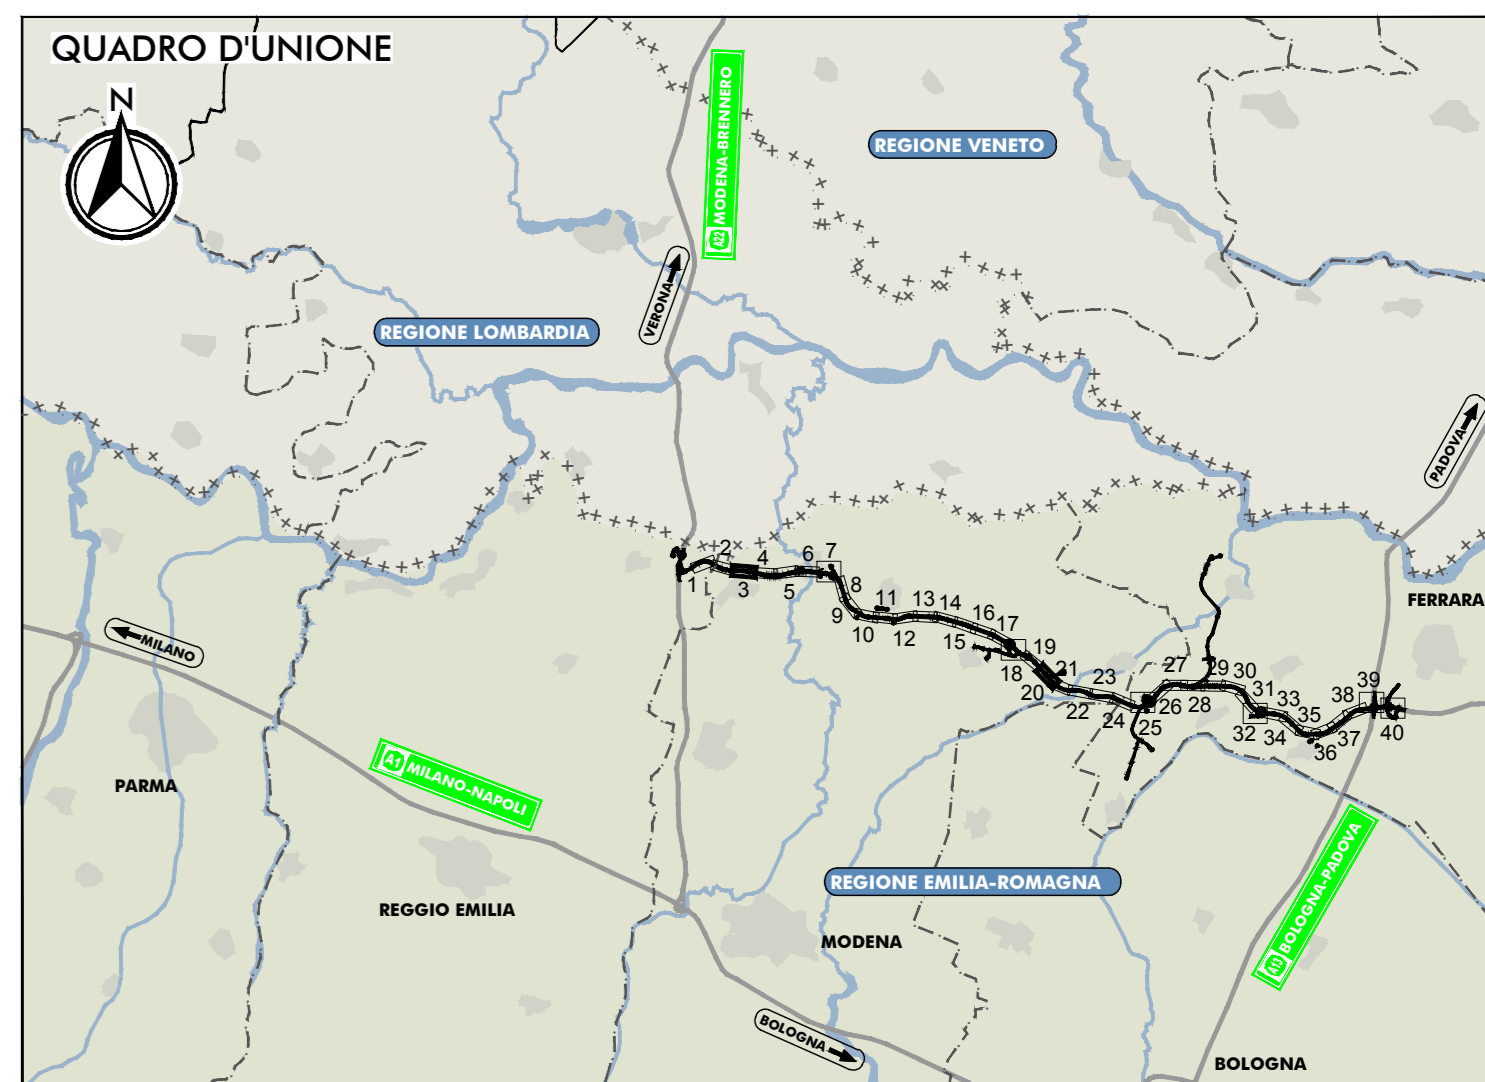 QUADRO D'UNIONE
N
A22 MODENA-BRENNERO
REGIONE VENETO
VERONA
REGIONE LOMBARDIA
PADOVA
FERRARA
MILANO
1
2
3
4
5
6
7
8
9
10
11
12
13
14
15
16
17
18
19
20
21
22
23
24
25
26
27
28
29
30
31
32
33
34
35
36
37
38
39
40
PARMA
A1 MILANO-NAPOLI
REGIONE EMILIA-ROMAGNA
REGGIO EMILIA
MODENA
A13 BOLOGNA-PADOVA
BOLOGNA
BOLOGNA